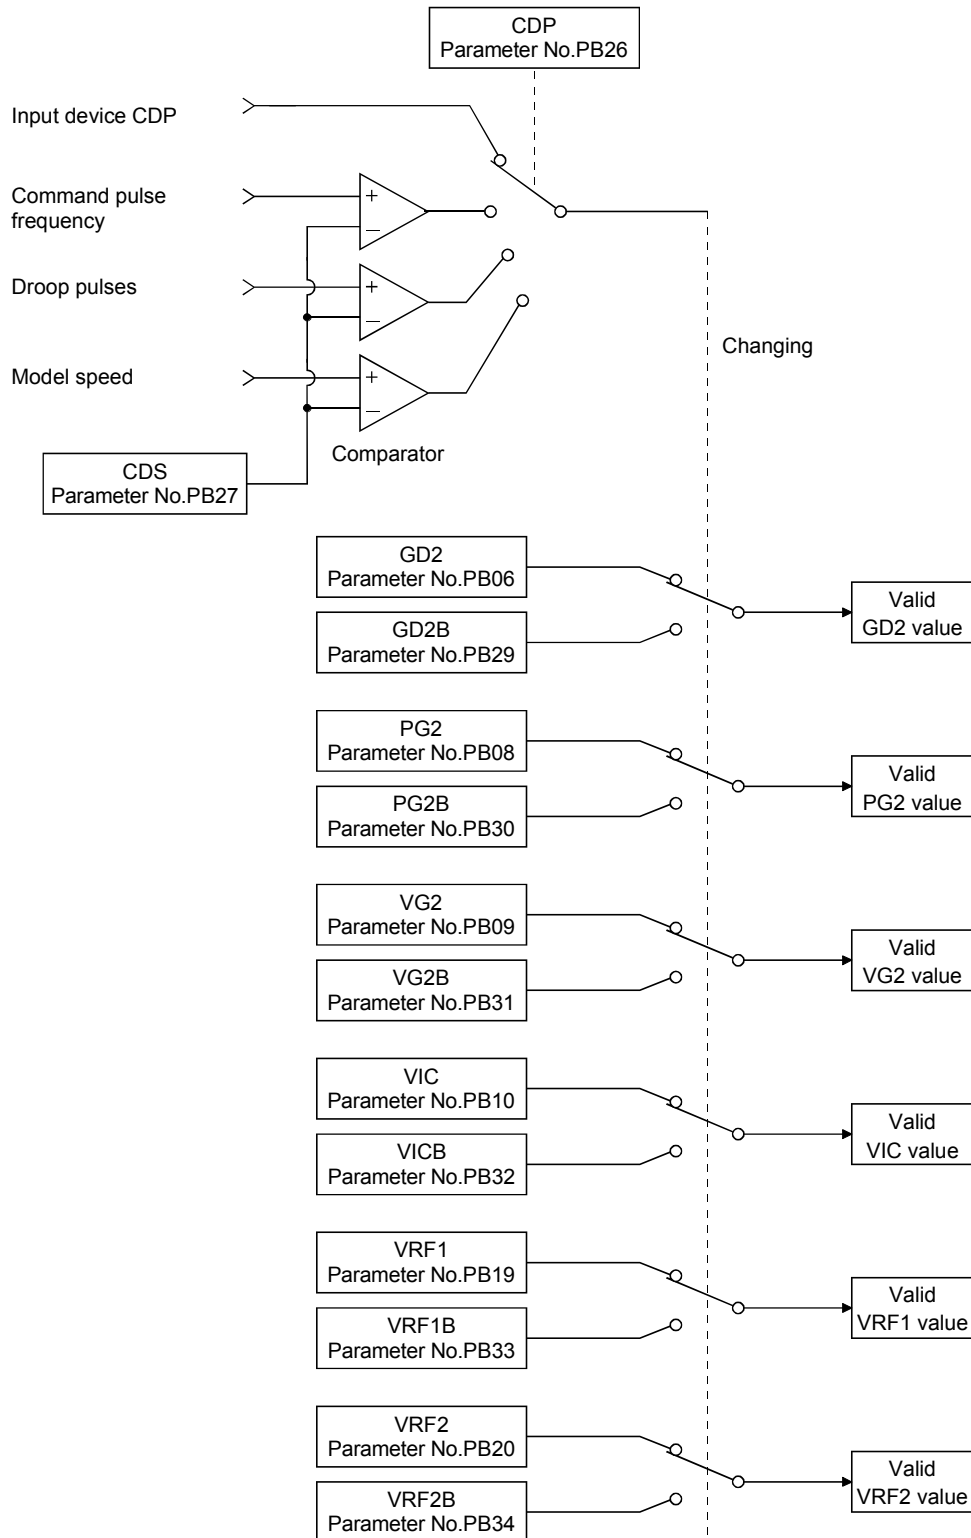 CDP
Parameter No.PB26
Input device CDP
Command pulse
frequency
+
−
Droop pulses
+
−
Model speed
+
−
Changing
Comparator
CDS
Parameter No.PB27
GD2
Parameter No.PB06
Valid
GD2 value
GD2B
Parameter No.PB29
PG2
Parameter No.PB08
Valid
PG2 value
PG2B
Parameter No.PB30
VG2
Parameter No.PB09
Valid
VG2 value
VG2B
Parameter No.PB31
VIC
Parameter No.PB10
Valid
VIC value
VICB
Parameter No.PB32
VRF1
Parameter No.PB19
Valid
VRF1 value
VRF1B
Parameter No.PB33
VRF2
Parameter No.PB20
Valid
VRF2 value
VRF2B
Parameter No.PB34